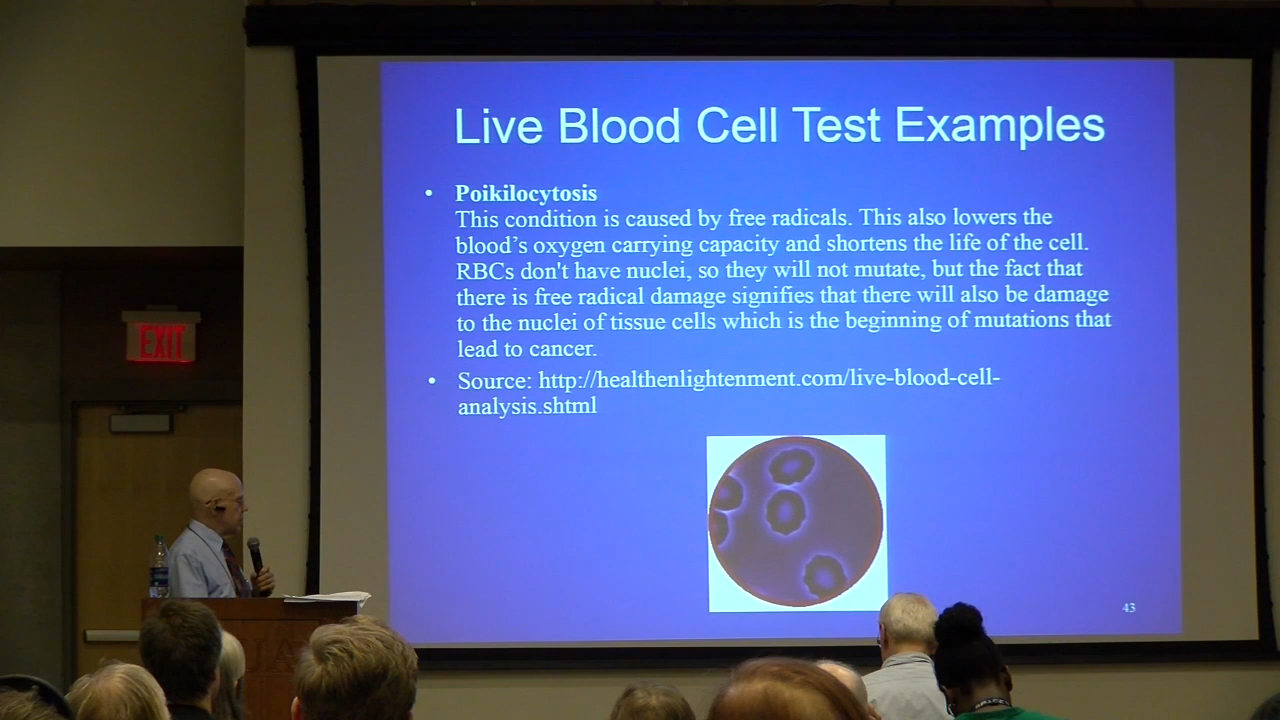 Live Blood Cell Test Examples
• Poikilocytosis
This condition is caused by free radicals. This also lowers the
blood's oxygen carrying capacity and shortens the life of the cell.
RBCs don't have nuclei, so they will not mutate, but the fact that
there is free radical damage signifies that there will also be damage
to the nuclei of tissue cells which is the beginning of mutations that
lead to cancer.
• Source: http://healthenlightenment.com/live-blood-cell-
analysis.shtml
43
EXIT